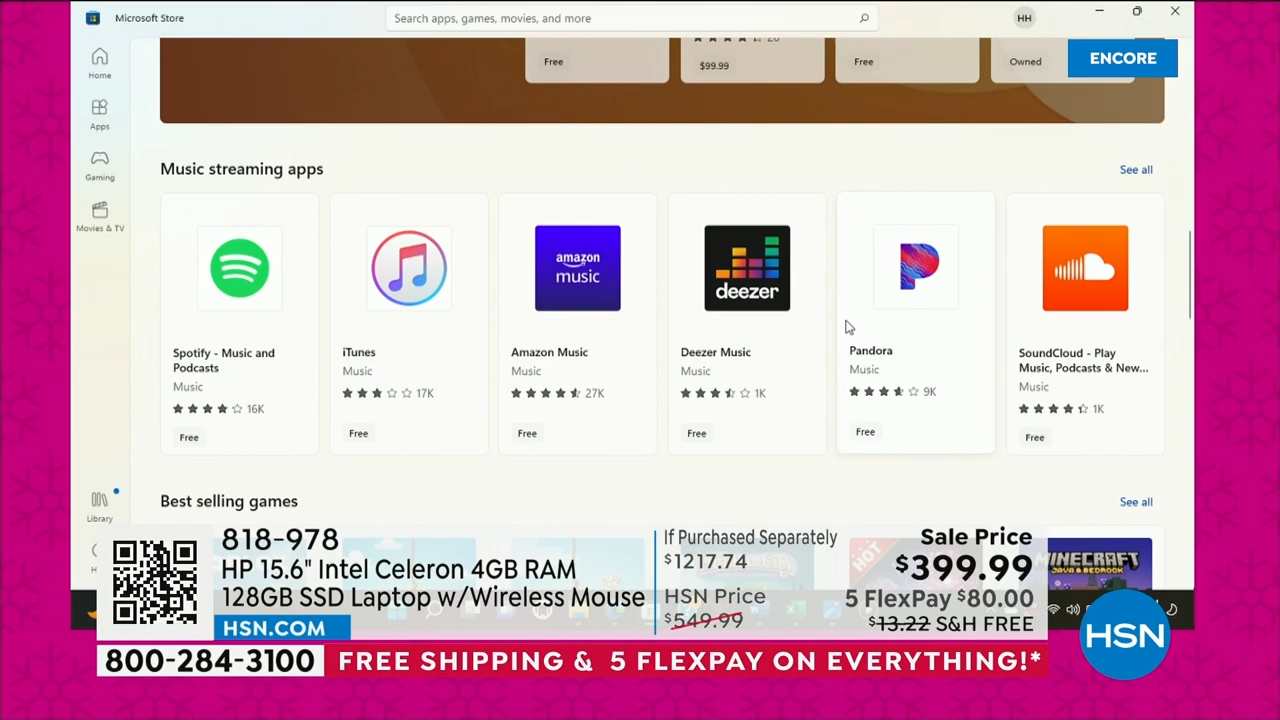 Microsoft Store
Search apps, games, movies, and more
HH
ENCORE
Home
Apps
Gaming
Movies & TV
Library
Free
$99.99
Free
Owned
Music streaming apps
See all
amazon
music
deezer
Spotify - Music and
Podcasts
Music
16K
Free
iTunes
Music
17K
Free
Amazon Music
Music
27K
Free
Deezer Music
Music
1K
Free
Pandora
Music
9K
Free
SoundCloud - Play
Music, Podcasts & New...
Music
1K
Free
Best selling games
See all
HOT
MINECRAFT
JAVA & BEDROCK
818-978
HP 15.6" Intel Celeron 4GB RAM
128GB SSD Laptop w/Wireless Mouse
HSN.COM
If Purchased Separately
$1217.74
HSN Price
$549.99
Sale Price
$399.99
5 FlexPay $80.00
$13.22 S&H FREE
HSN
800-284-3100
FREE SHIPPING & 5 FLEXPAY ON EVERYTHING!*